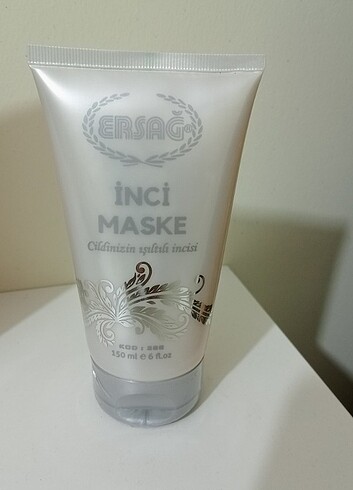 ERSAĞ
İNCİ
MASKE
Cildinizin ışıltılı incisi
150 ml e 6 fl.oz